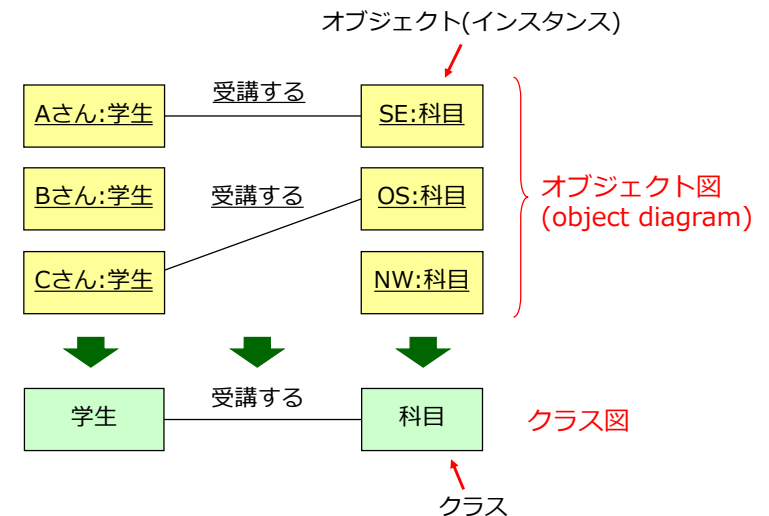 オブジェクト(インスタンス)
Aさん:学生
受講する
SE:科目
Bさん:学生
受講する
OS:科目
オブジェクト図
(object diagram)
Cさん:学生
NW:科目
学生
受講する
科目
クラス図
クラス